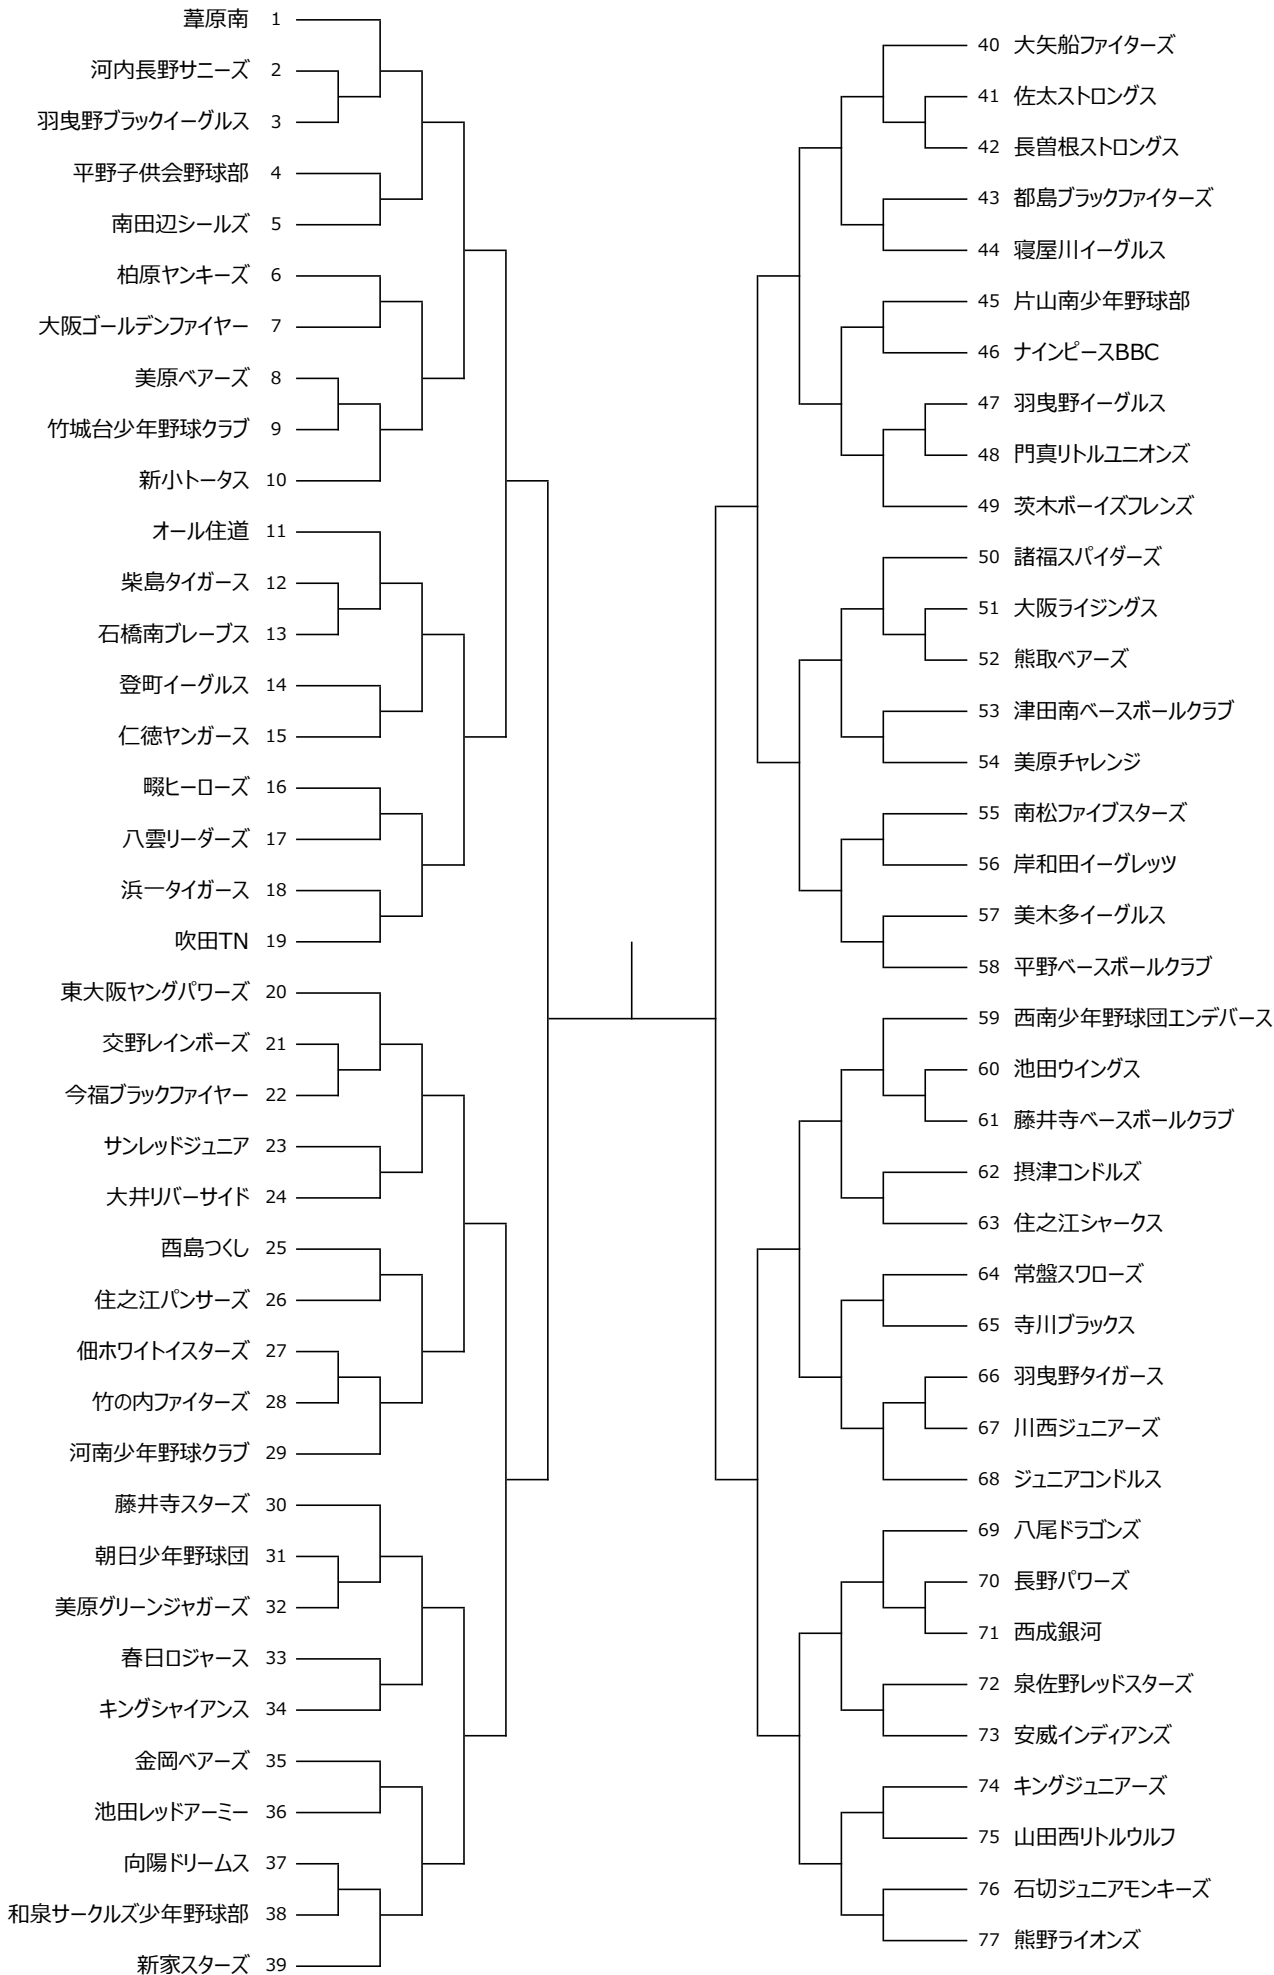 葦原南 1
河内長野サニーズ 2
羽曳野ブラックイーグルス 3
平野子供会野球部 4
南田辺シールズ 5
柏原ヤンキーズ 6
大阪ゴールデンファイヤー 7
美原ベアーズ 8
竹城台少年野球クラブ 9
新小トータス 10
オール住道 11
柴島タイガース 12
石橋南ブレーブス 13
登町イーグルス 14
仁徳ヤンガース 15
畷ヒーローズ 16
八雲リーダーズ 17
浜一タイガース 18
吹田TN 19
東大阪ヤングパワーズ 20
交野レインボーズ 21
今福ブラックファイヤー 22
サンレッドジュニア 23
大井リバーサイド 24
酉島つくし 25
住之江パンサーズ 26
佃ホワイトイスターズ 27
竹の内ファイターズ 28
河南少年野球クラブ 29
藤井寺スターズ 30
朝日少年野球団 31
美原グリーンジャガーズ 32
春日ロジャース 33
キングシャイアンス 34
金岡ベアーズ 35
池田レッドアーミー 36
向陽ドリームス 37
和泉サークルズ少年野球部 38
新家スターズ 39
40 大矢船ファイターズ
41 佐太ストロングス
42 長曽根ストロングス
43 都島ブラックファイターズ
44 寝屋川イーグルス
45 片山南少年野球部
46 ナインピースBBC
47 羽曳野イーグルス
48 門真リトルユニオンズ
49 茨木ボーイズフレンズ
50 諸福スパイダーズ
51 大阪ライジングス
52 熊取ベアーズ
53 津田南ベースボールクラブ
54 美原チャレンジ
55 南松ファイブスターズ
56 岸和田イーグレッツ
57 美木多イーグルス
58 平野ベースボールクラブ
59 西南少年野球団エンデバース
60 池田ウイングス
61 藤井寺ベースボールクラブ
62 摂津コンドルズ
63 住之江シャークス
64 常盤スワローズ
65 寺川ブラックス
66 羽曳野タイガース
67 川西ジュニアーズ
68 ジュニアコンドルス
69 八尾ドラゴンズ
70 長野パワーズ
71 西成銀河
72 泉佐野レッドスターズ
73 安威インディアンズ
74 キングジュニアーズ
75 山田西リトルウルフ
76 石切ジュニアモンキーズ
77 熊野ライオンズ